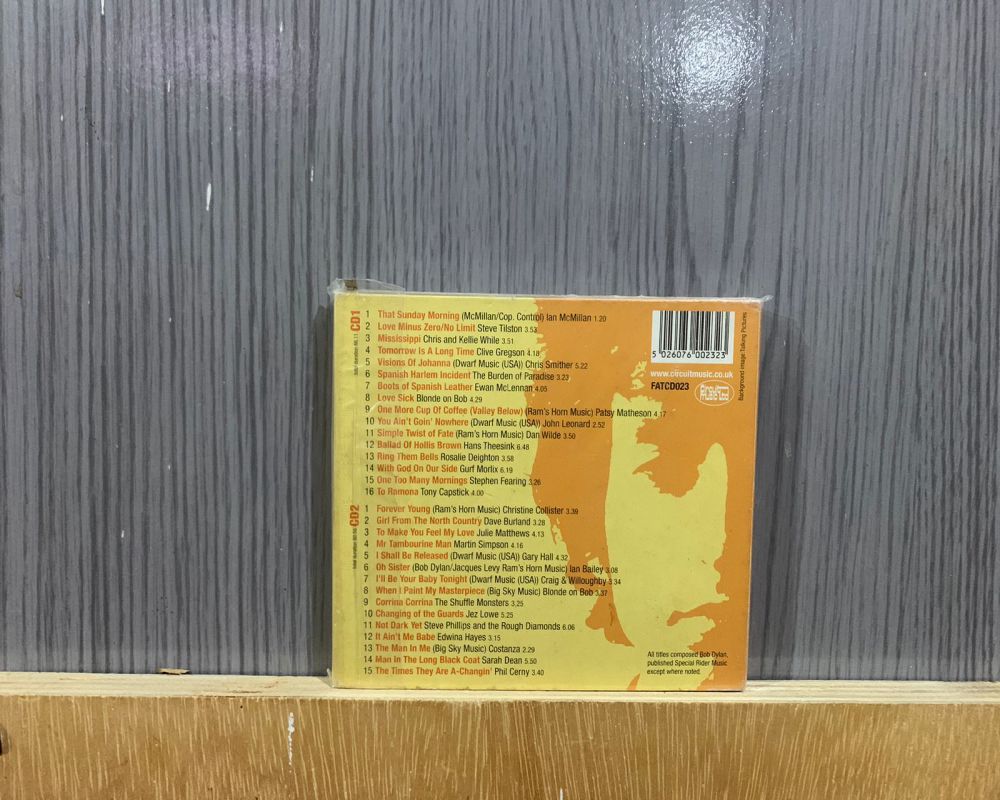 CD1
total duration 66.11
1 That Sunday Morning (McMillan/Cop. Control) Ian McMillan 1.20
2 Love Minus Zero/No Limit Steve Tilston 3.53
3 Mississippi Chris and Kellie While 3.51
4 Tomorrow Is A Long Time Clive Gregson 4.18
5 Visions Of Johanna (Dwarf Music (USA)) Chris Smither 5.22
6 Spanish Harlem Incident The Burden of Paradise 3.23
7 Boots of Spanish Leather Ewan McLennan 4.05
8 Love Sick Blonde on Bob 4.29
9 One More Cup Of Coffee (Valley Below) (Ram's Horn Music) Patsy Matheson 4.17
10 You Ain't Goin' Nowhere (Dwarf Music (USA)) John Leonard 2.52
11 Simple Twist of Fate (Ram's Horn Music) Dan Wilde 3.50
12 Ballad Of Hollis Brown Hans Theesink 6.48
13 Ring Them Bells Rosalie Deighton 3.58
14 With God On Our Side Gurf Morlix 6.19
15 One Too Many Mornings Stephen Fearing 3.26
16 To Ramona Tony Capstick 4.00
CD2
total duration
1 Forever Young (Ram's Horn Music) Christine Collister 3.39
2 Girl From The North Country Dave Burland 3.28
3 To Make You Feel My Love Julie Matthews 4.13
4 Mr Tambourine Man Martin Simpson 4.16
5 I Shall Be Released (Dwarf Music (USA)) Gary Hall 4.32
6 Oh Sister (Bob Dylan/Jacques Levy Ram's Horn Music) Ian Bailey 3.08
7 I'll Be Your Baby Tonight (Dwarf Music (USA)) Craig & Willoughby 3.34
8 When I Paint My Masterpiece (Big Sky Music) Blonde on Bob 3.37
9 Corrina Corrina The Shuffle Monsters 3.25
10 Changing of the Guards Jez Lowe 5.25
11 Not Dark Yet Steve Phillips and the Rough Diamonds 6.06
12 It Ain't Me Babe Edwina Hayes 3.15
13 The Man In Me (Big Sky Music) Costanza 2.29
14 Man In The Long Black Coat Sarah Dean 5.50
15 The Times They Are A-Changin' Phil Cerny 3.40
5 026076 002323
www.circuitmusic.co.uk
FATCD023
Background image Talking Pictures
All titles composed Bob Dylan,
published Special Rider Music
except where noted.